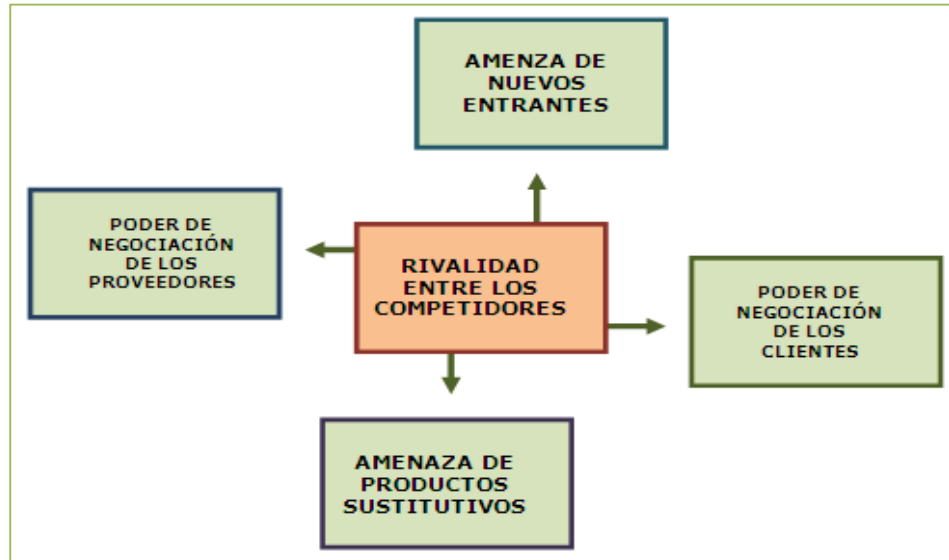 AMENZA DE
NUEVOS
ENTRANTES
PODER DE
NEGOCIACIÓN
DE LOS
PROVEEDORES
RIVALIDAD
ENTRE LOS
COMPETIDORES
PODER DE
NEGOCIACIÓN
DE LOS
CLIENTES
AMENAZA DE
PRODUCTOS
SUSTITUTIVOS